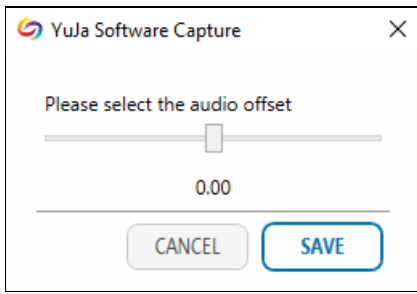 YuJa Software Capture
Please select the audio offset
0.00
CANCEL
SAVE